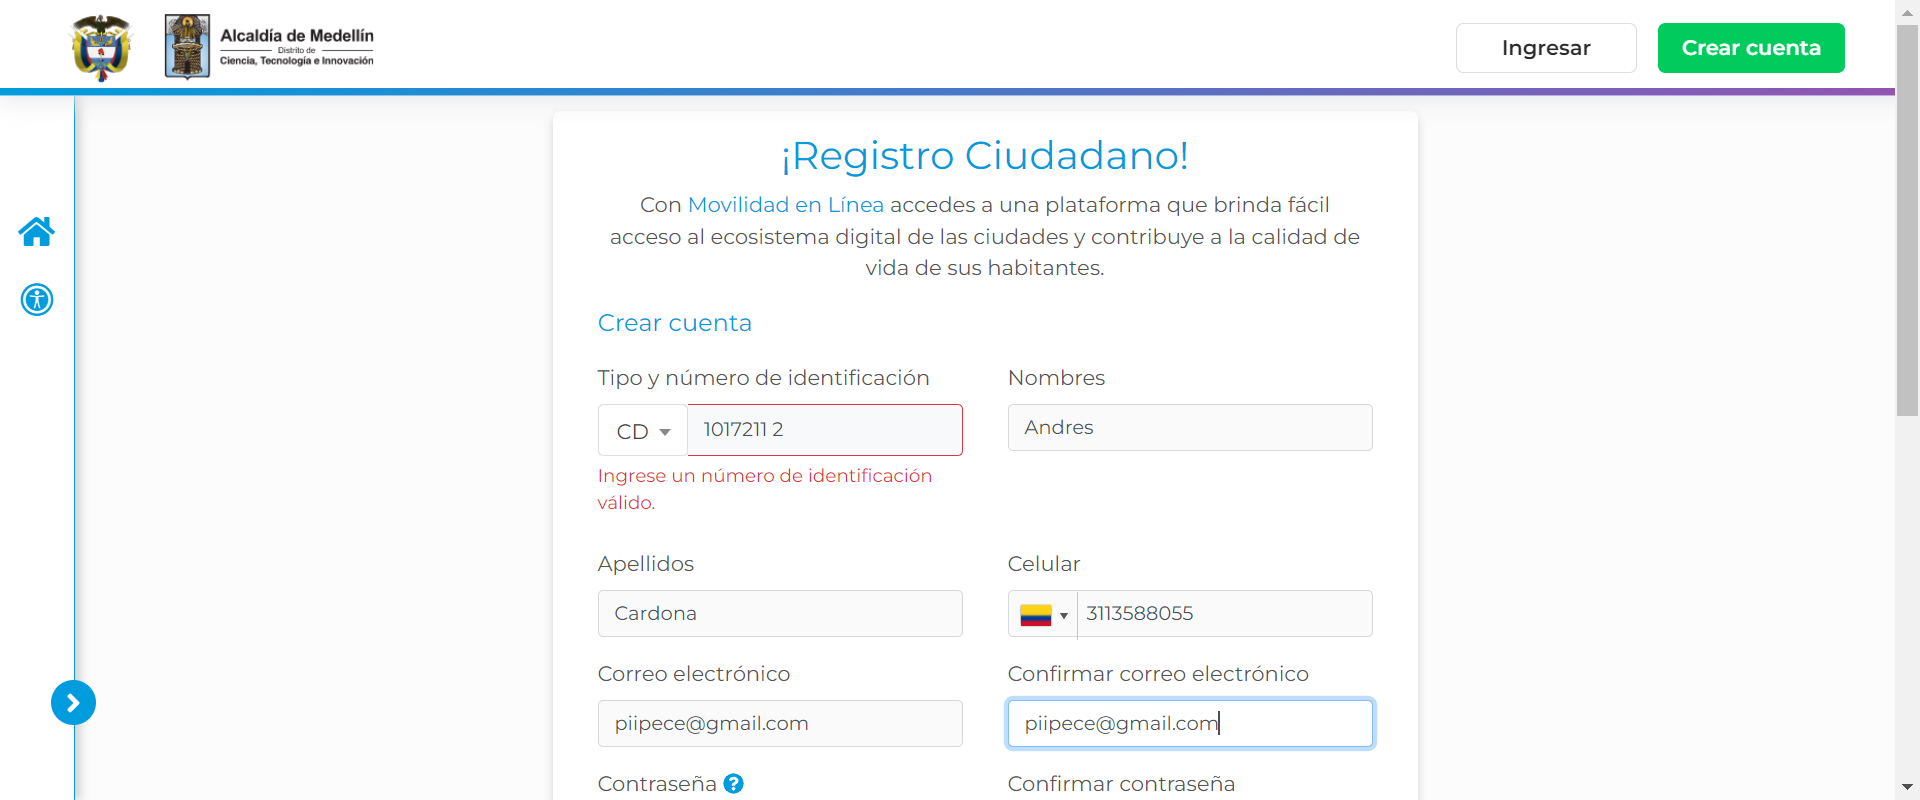 Alcaldía de Medellín
Distrito de
Ciencia, Tecnología e Innovación
Ingresar
Crear cuenta
¡Registro Ciudadano!
Con Movilidad en Línea accedes a una plataforma que brinda fácil
acceso al ecosistema digital de las ciudades y contribuye a la calidad de
vida de sus habitantes.
Crear cuenta
Tipo y número de identificación
Nombres
CD
1017211 2
Andres
Ingrese un número de identificación
válido.
Apellidos
Celular
Cardona
3113588055
Correo electrónico
Confirmar correo electrónico
piipece@gmail.com
piipece@gmail.com
Contraseña ?
Confirmar contraseña